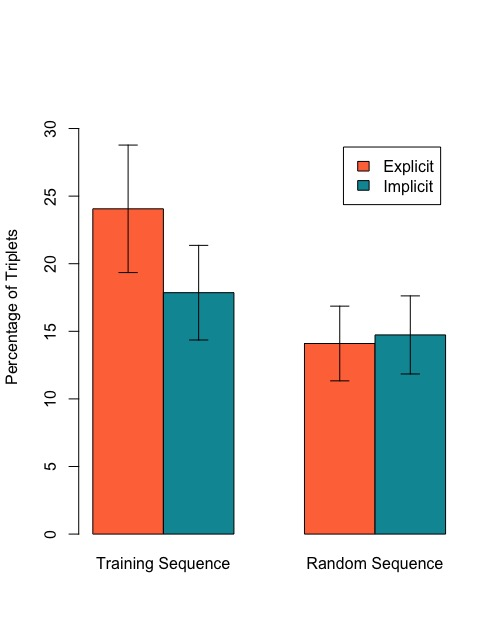 30
25
20
15
10
5
0
Percentage of Triplets
Explicit
Implicit
Training Sequence
Random Sequence